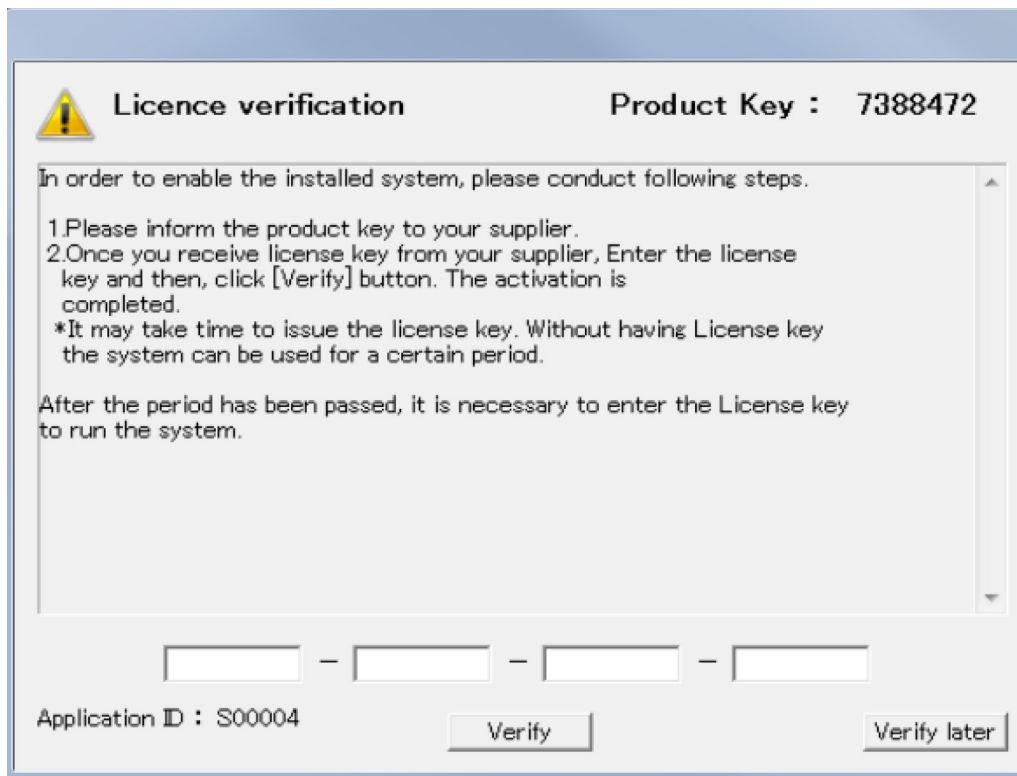 Licence verification Product Key : 7388472
In order to enable the installed system, please conduct following steps.
1.Please inform the product key to your supplier.
2.Once you receive license key from your supplier, Enter the license
key and then, click [Verify] button. The activation is
completed.
*It may take time to issue the license key. Without having License key
the system can be used for a certain period.
After the period has been passed, it is necessary to enter the License key
to run the system.
- - -
Application ID : S00004
Verify
Verify later